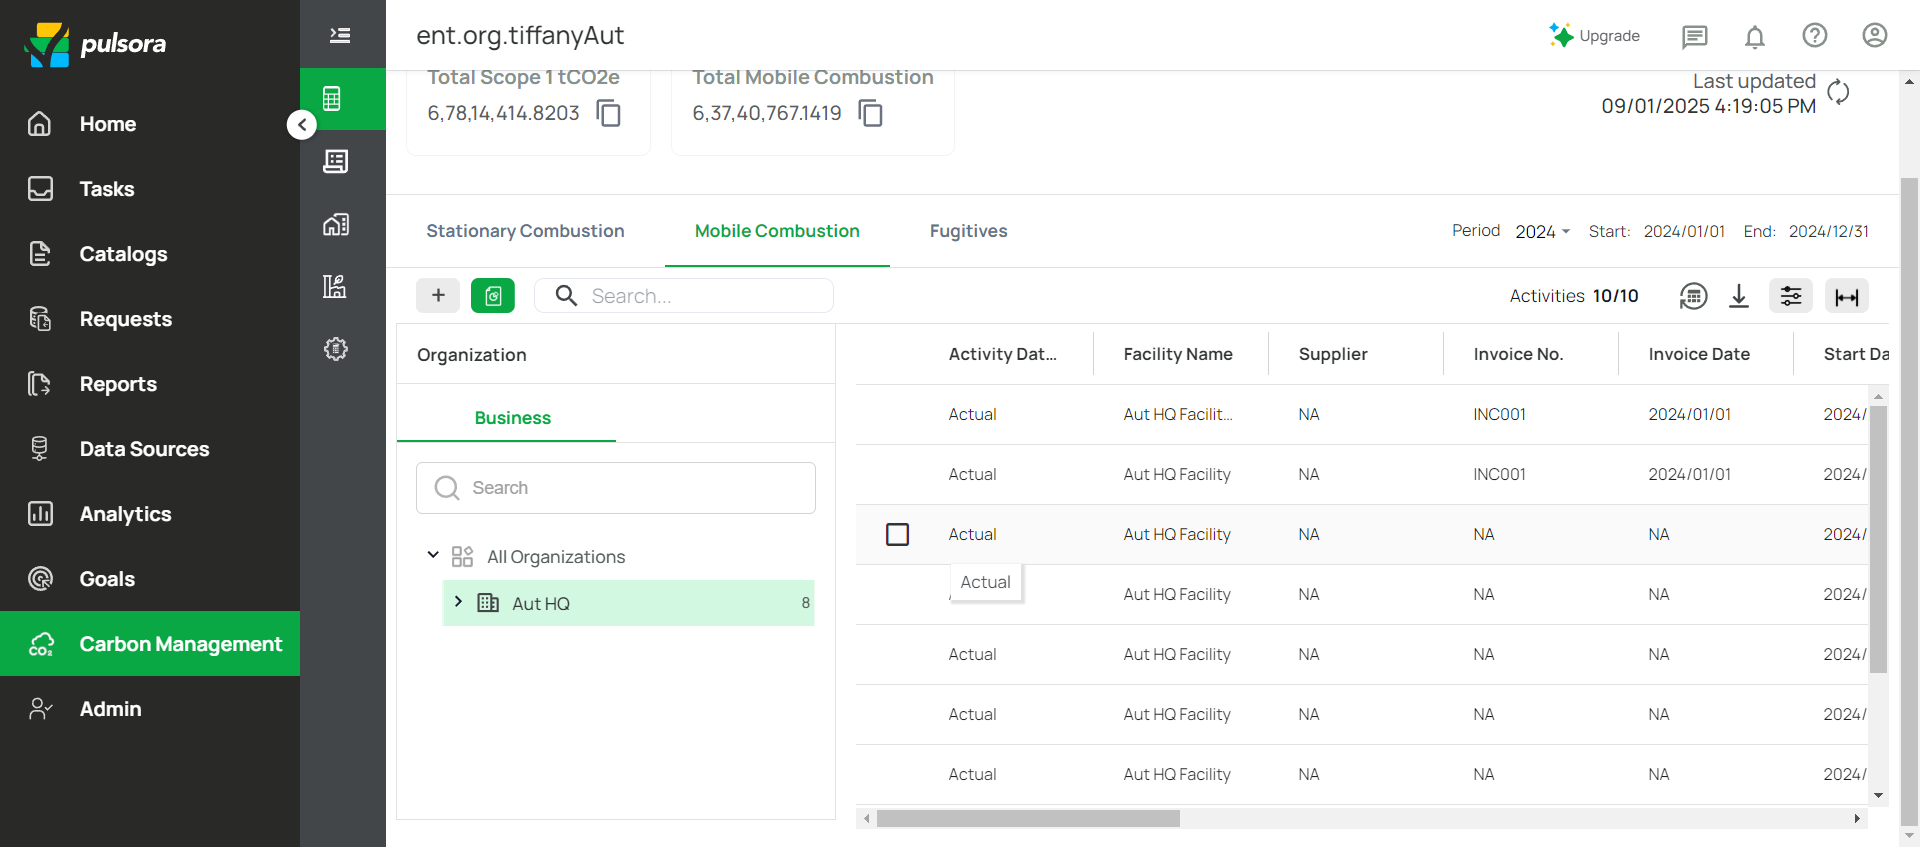 pulsora
Home
Tasks
Catalogs
Requests
Reports
Data Sources
Analytics
Goals
Carbon Management
Admin
ent.org.tiffanyAut
Upgrade
Total Scope 1 tCO2e
6,78,14,414.8203
Total Mobile Combustion
6,37,40,767.1419
Last updated
09/01/2025 4:19:05 PM
Stationary Combustion
Mobile Combustion
Fugitives
Period 2024 Start: 2024/01/01 End: 2024/12/31
Search...
Activities 10/10
Organization
Business
Search
All Organizations
Aut HQ 8
Activity Dat... Facility Name Supplier Invoice No. Invoice Date Start Da
Actual Aut HQ Facilit... NA INC001 2024/01/01 2024/
Actual Aut HQ Facility NA INC001 2024/01/01 2024/
Actual Aut HQ Facility NA NA NA 2024/
Actual
Aut HQ Facility NA NA NA 2024/
Actual Aut HQ Facility NA NA NA 2024/
Actual Aut HQ Facility NA NA NA 2024/
Actual Aut HQ Facility NA NA NA 2024/